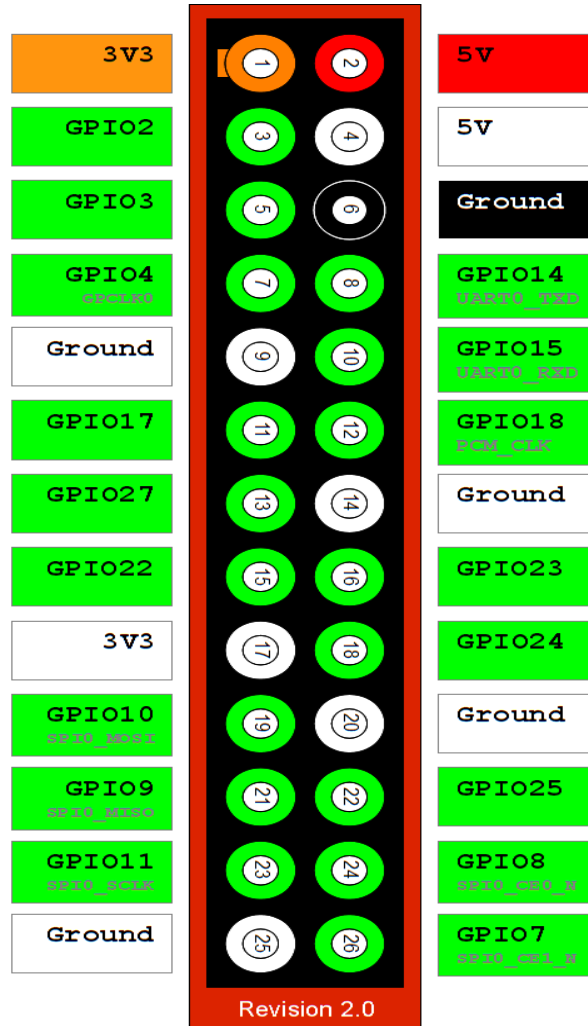 3V3 1 2 5V
GPIO2 3 4 5V
GPIO3 5 6 Ground
GPIO4 7 8 GPIO14
GPCLK0 UART0_TXD
Ground 9 10 GPIO15
UART0_RXD
GPIO17 11 12 GPIO18
PCM_CLK
GPIO27 13 14 Ground
GPIO22 15 16 GPIO23
3V3 17 18 GPIO24
GPIO10 19 20 Ground
SPI0_MOSI
GPIO9 21 22 GPIO25
SPI0_MISO
GPIO11 23 24 GPIO8
SPI0_SCLK SPI0_CE0_N
Ground 25 26 GPIO7
SPI0_CE1_N
Revision 2.0